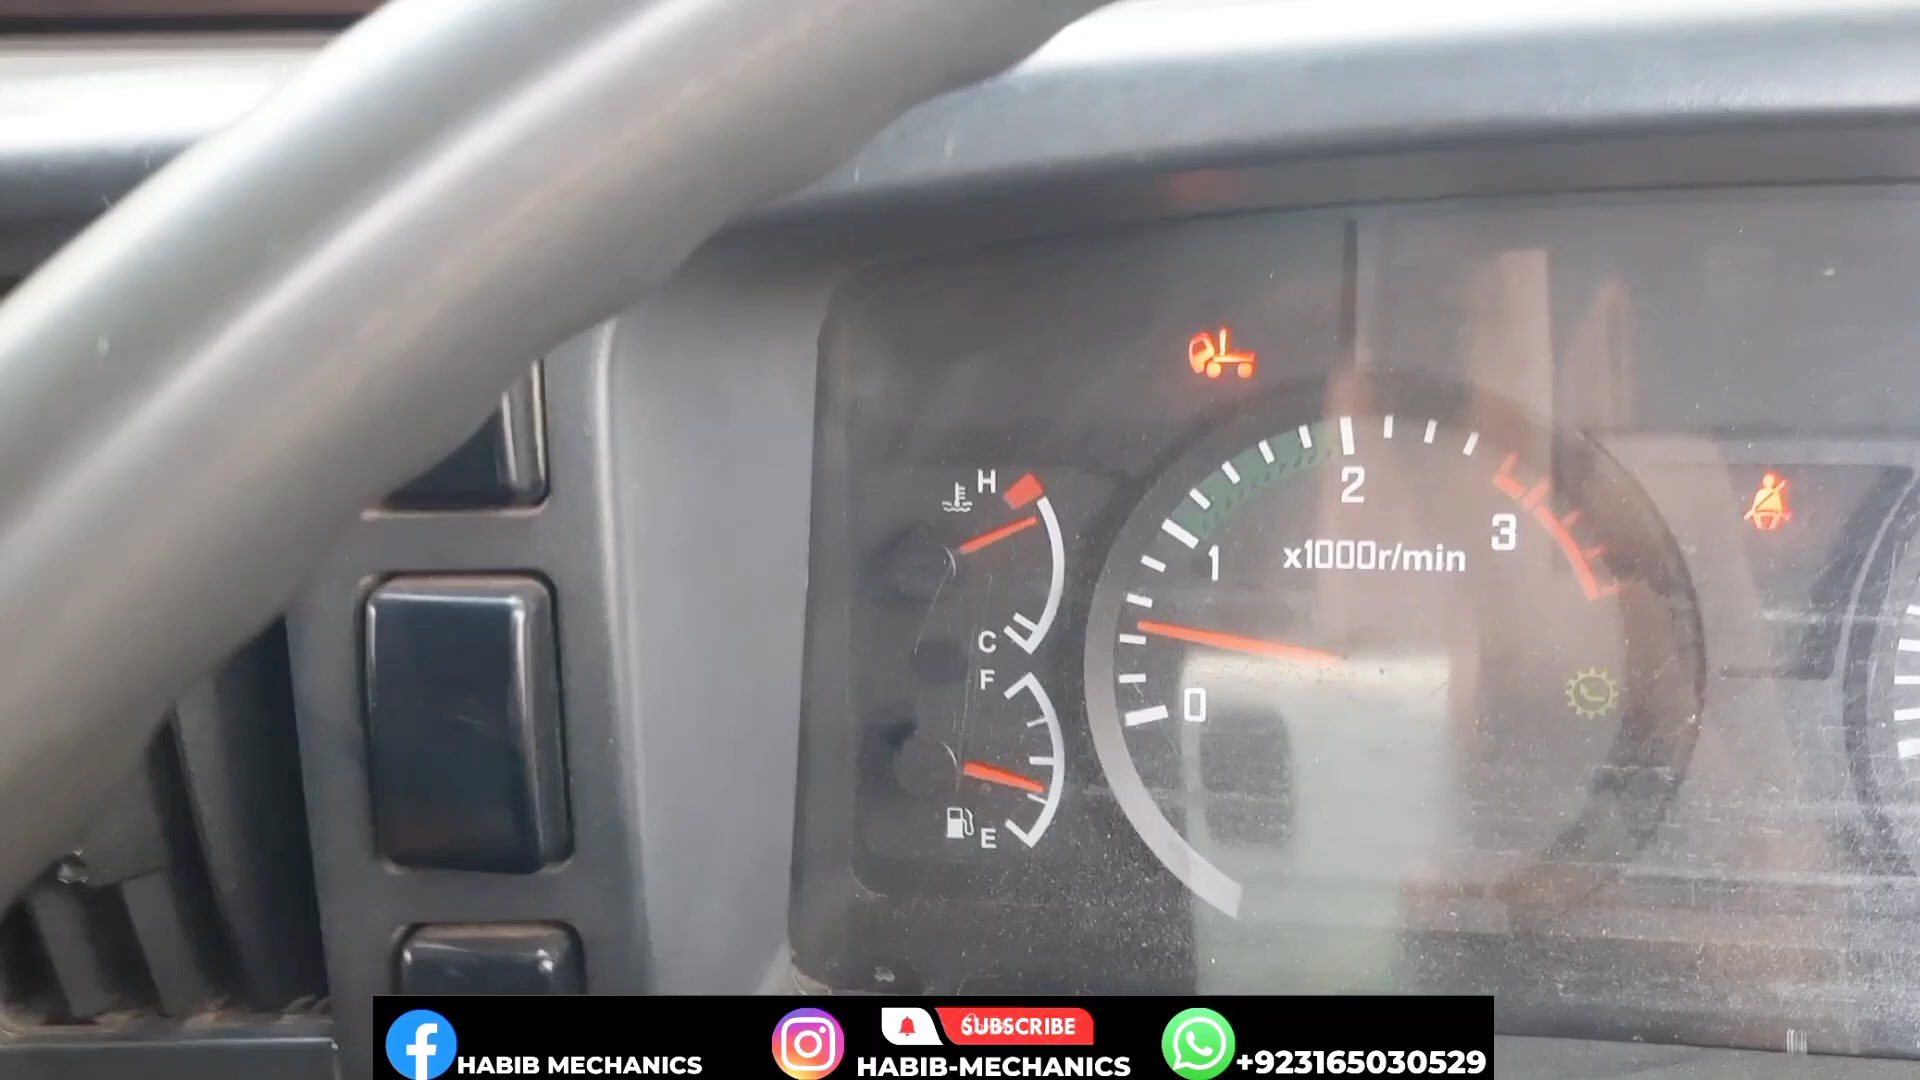 H
C
F
E
0
1
2
3
x1000r/min
HABIB MECHANICS
SUBSCRIBE
HABIB-MECHANICS
+923165030529